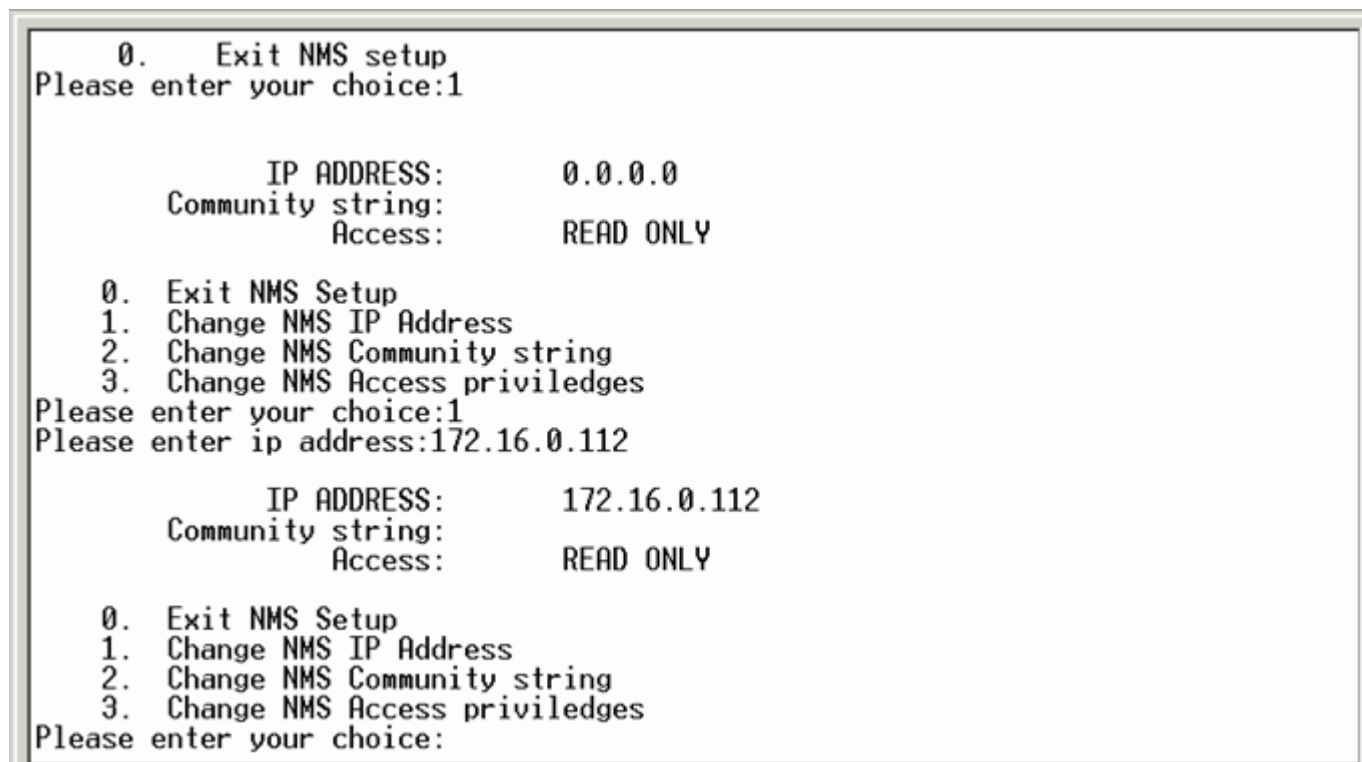 0. Exit NMS setup
Please enter your choice:1
IP ADDRESS: 0.0.0.0
Community string:
Access: READ ONLY
0. Exit NMS Setup
1. Change NMS IP Address
2. Change NMS Community string
3. Change NMS Access priviledges
Please enter your choice:1
Please enter ip address:172.16.0.112
IP ADDRESS: 172.16.0.112
Community string:
Access: READ ONLY
0. Exit NMS Setup
1. Change NMS IP Address
2. Change NMS Community string
3. Change NMS Access priviledges
Please enter your choice: